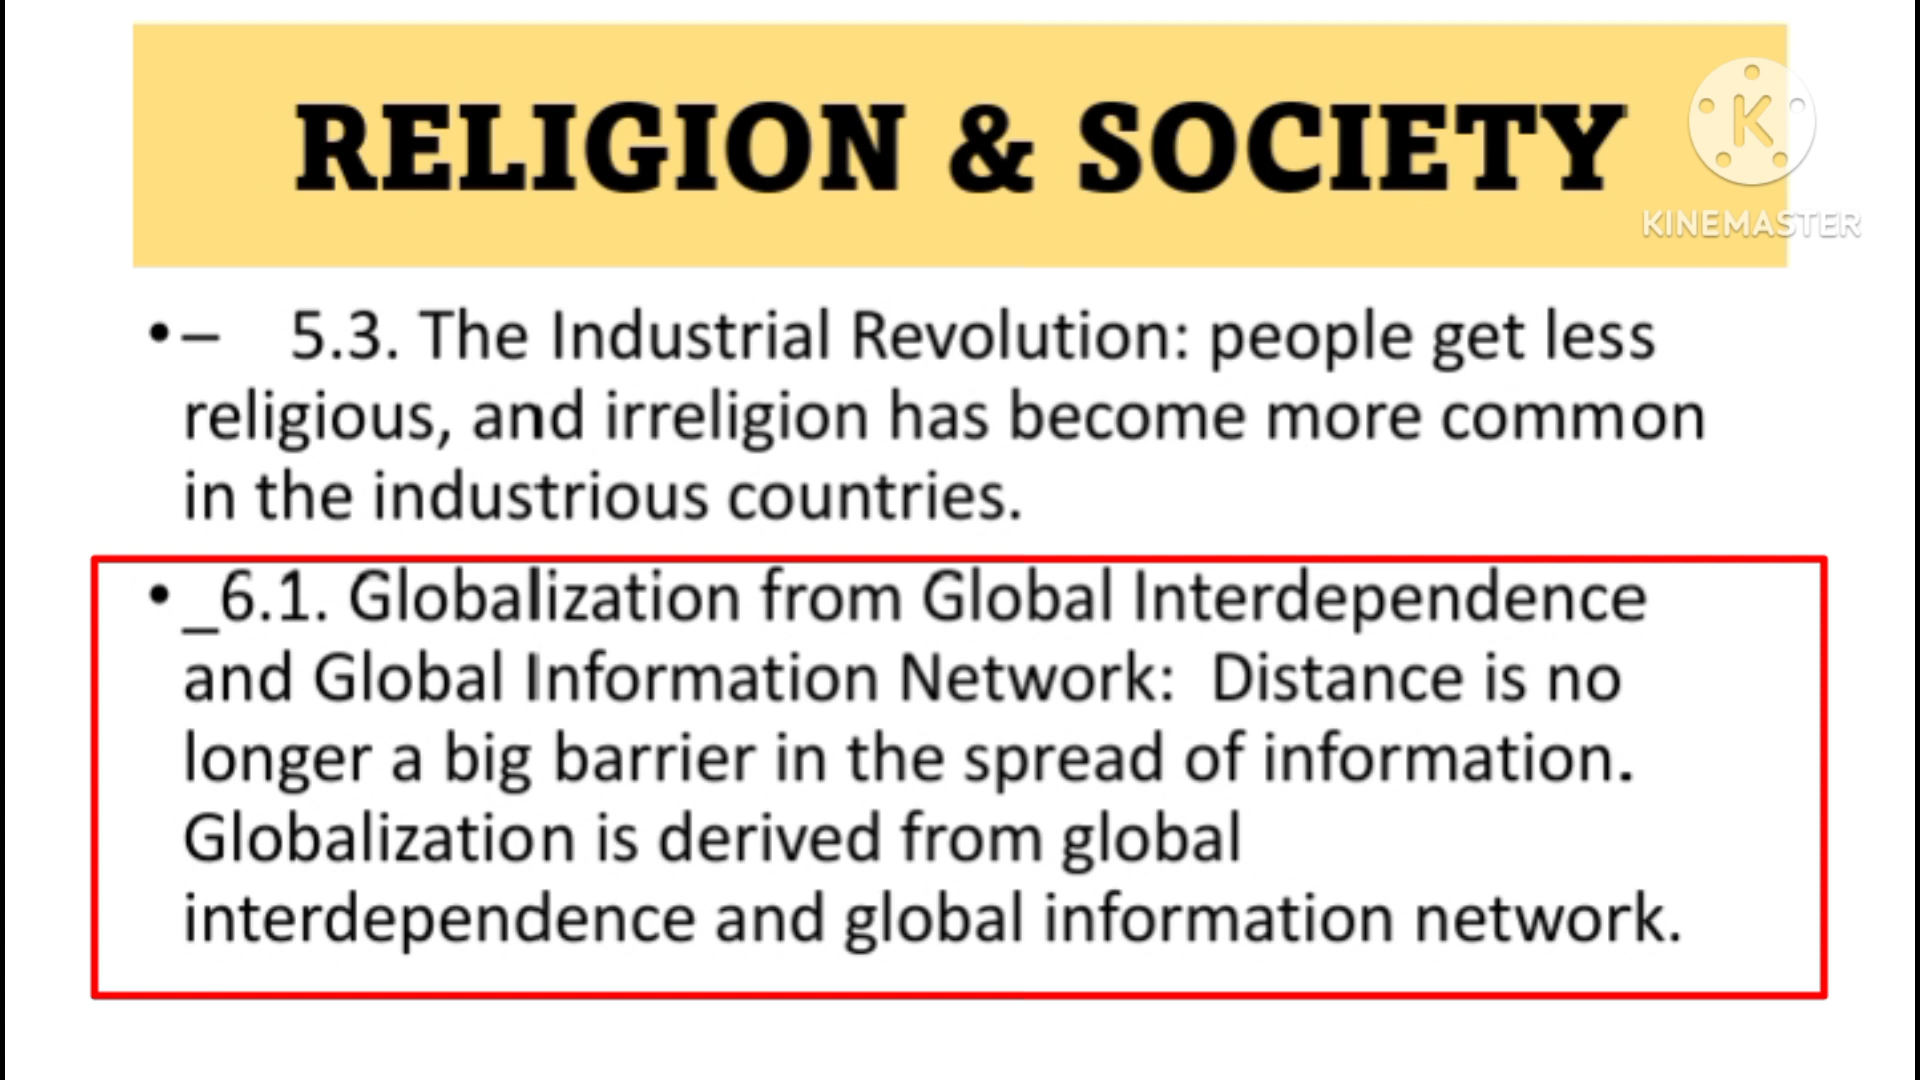 RELIGION & SOCIETY
K
KINEMASTER
• – 5.3. The Industrial Revolution: people get less
religious, and irreligion has become more common
in the industrious countries.
• _6.1. Globalization from Global Interdependence
and Global Information Network: Distance is no
longer a big barrier in the spread of information.
Globalization is derived from global
interdependence and global information network.